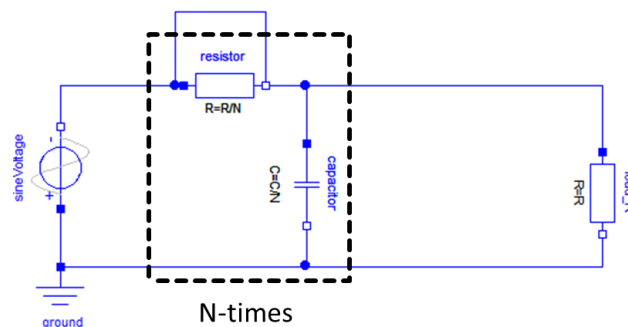 resistor
R=R/N
-
sineVoltage
+
C=C/N
capacitor
R=R
ground
N-times